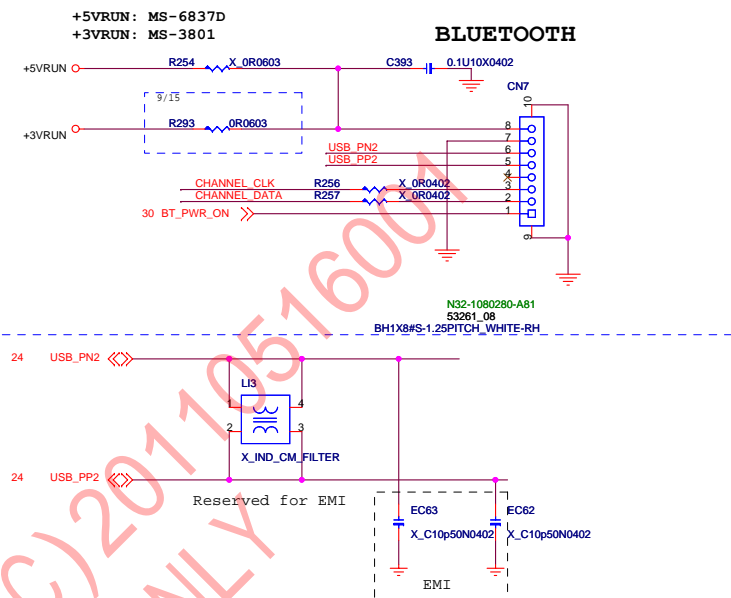 +5VRUN: MS-6837D
+3VRUN: MS-3801
BLUETOOTH
+5VRUN
R254
X_0R0603
C393
0.1U10X0402
CN7
9/15
+3VRUN
R293
0R0603
10
8
7
6
5
4
3
2
1
9
USB_PN2
USB_PP2
CHANNEL_CLK
R256
X_0R0402
CHANNEL_DATA
R257
X_0R0402
30 BT_PWR_ON
N32-1080280-A81
53261_08
BH1X8#S-1.25PITCH_WHITE-RH
24 USB_PN2
LI3
1
4
2
3
X_IND_CM_FILTER
24 USB_PP2
Reserved for EMI
EC63
X_C10p50N0402
EC62
X_C10p50N0402
EMI
C)20110516001
NLY